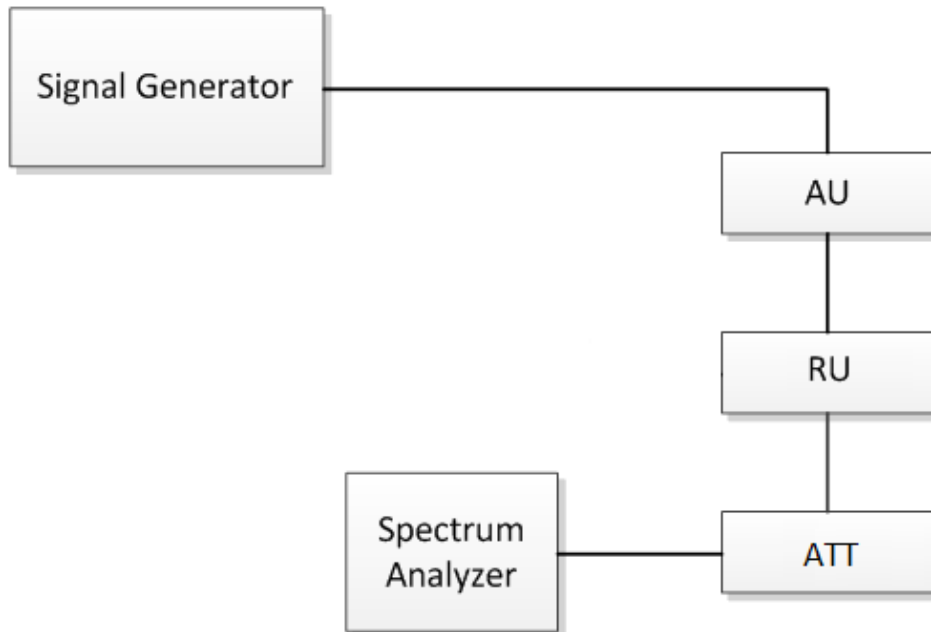 Signal Generator
AU
RU
Spectrum
Analyzer
ATT